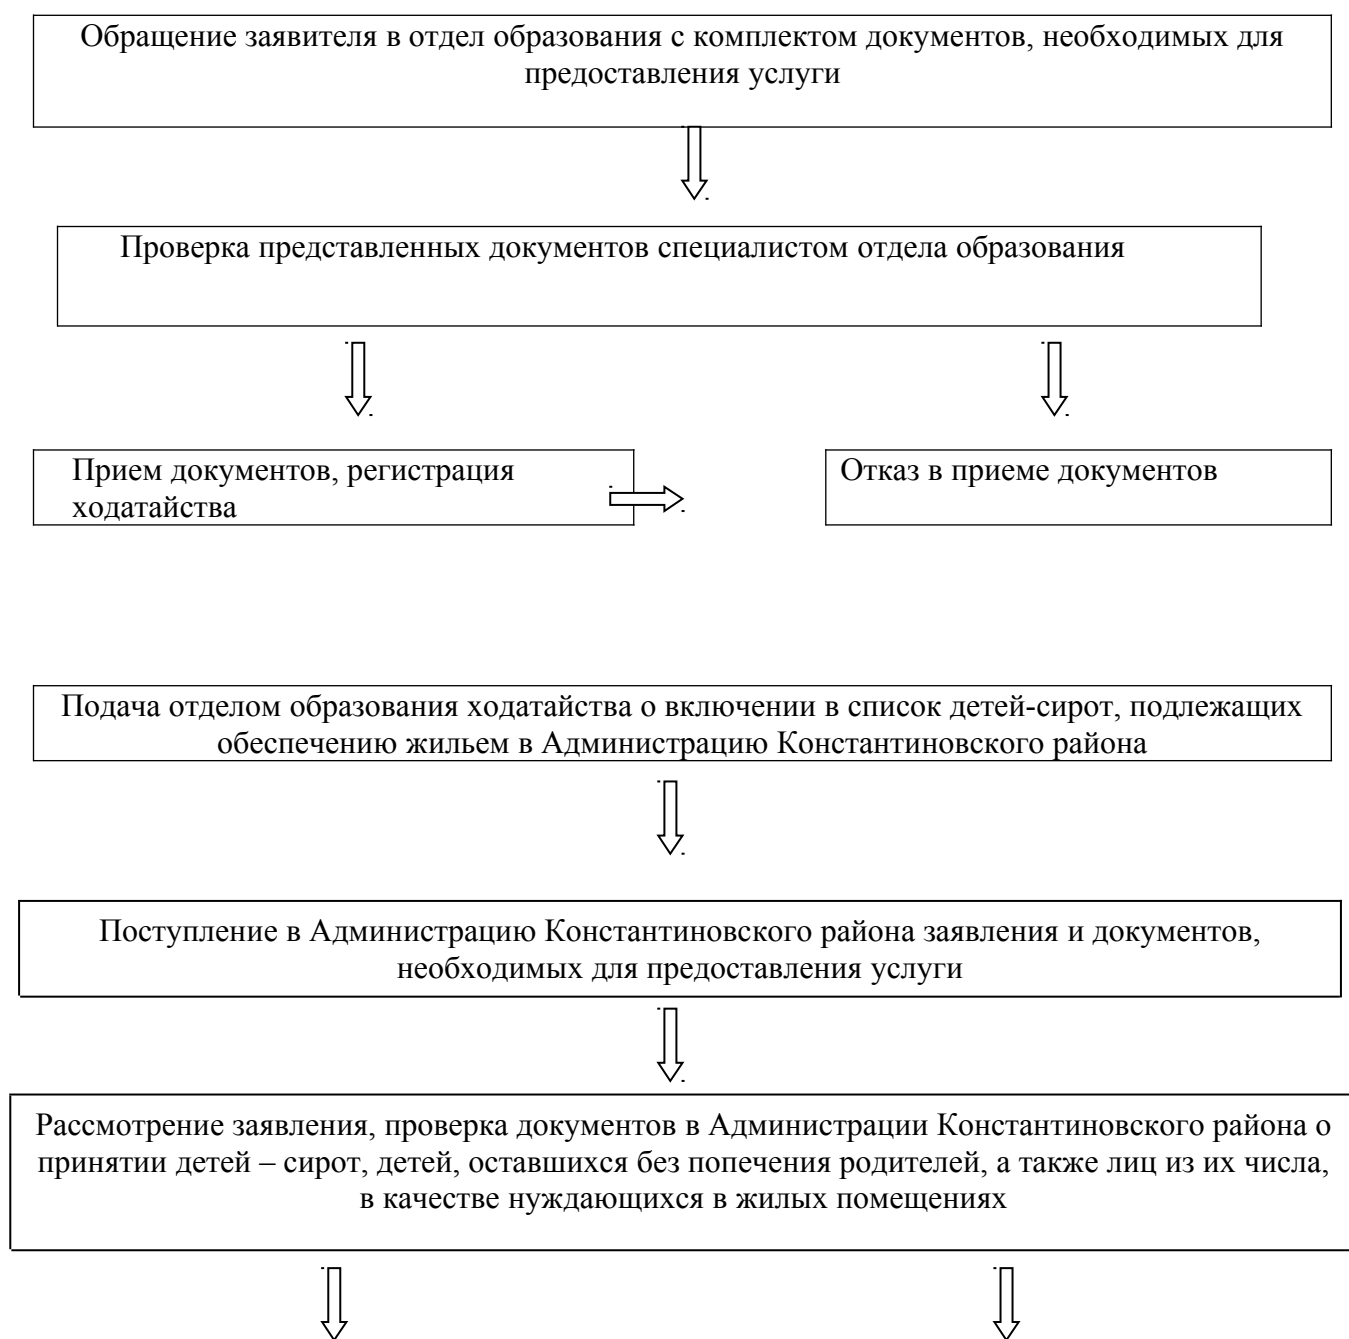 Обращение заявителя в отдел образования с комплектом документов, необходимых для
предоставления услуги
Проверка представленных документов специалистом отдела образования
Прием документов, регистрация
ходатайства
Отказ в приеме документов
Подача отделом образования ходатайства о включении в список детей-сирот, подлежащих
обеспечению жильем в Администрацию Константиновского района
Поступление в Администрацию Константиновского района заявления и документов,
необходимых для предоставления услуги
Рассмотрение заявления, проверка документов в Администрации Константиновского района о
принятии детей – сирот, детей, оставшихся без попечения родителей, а также лиц из их числа,
в качестве нуждающихся в жилых помещениях